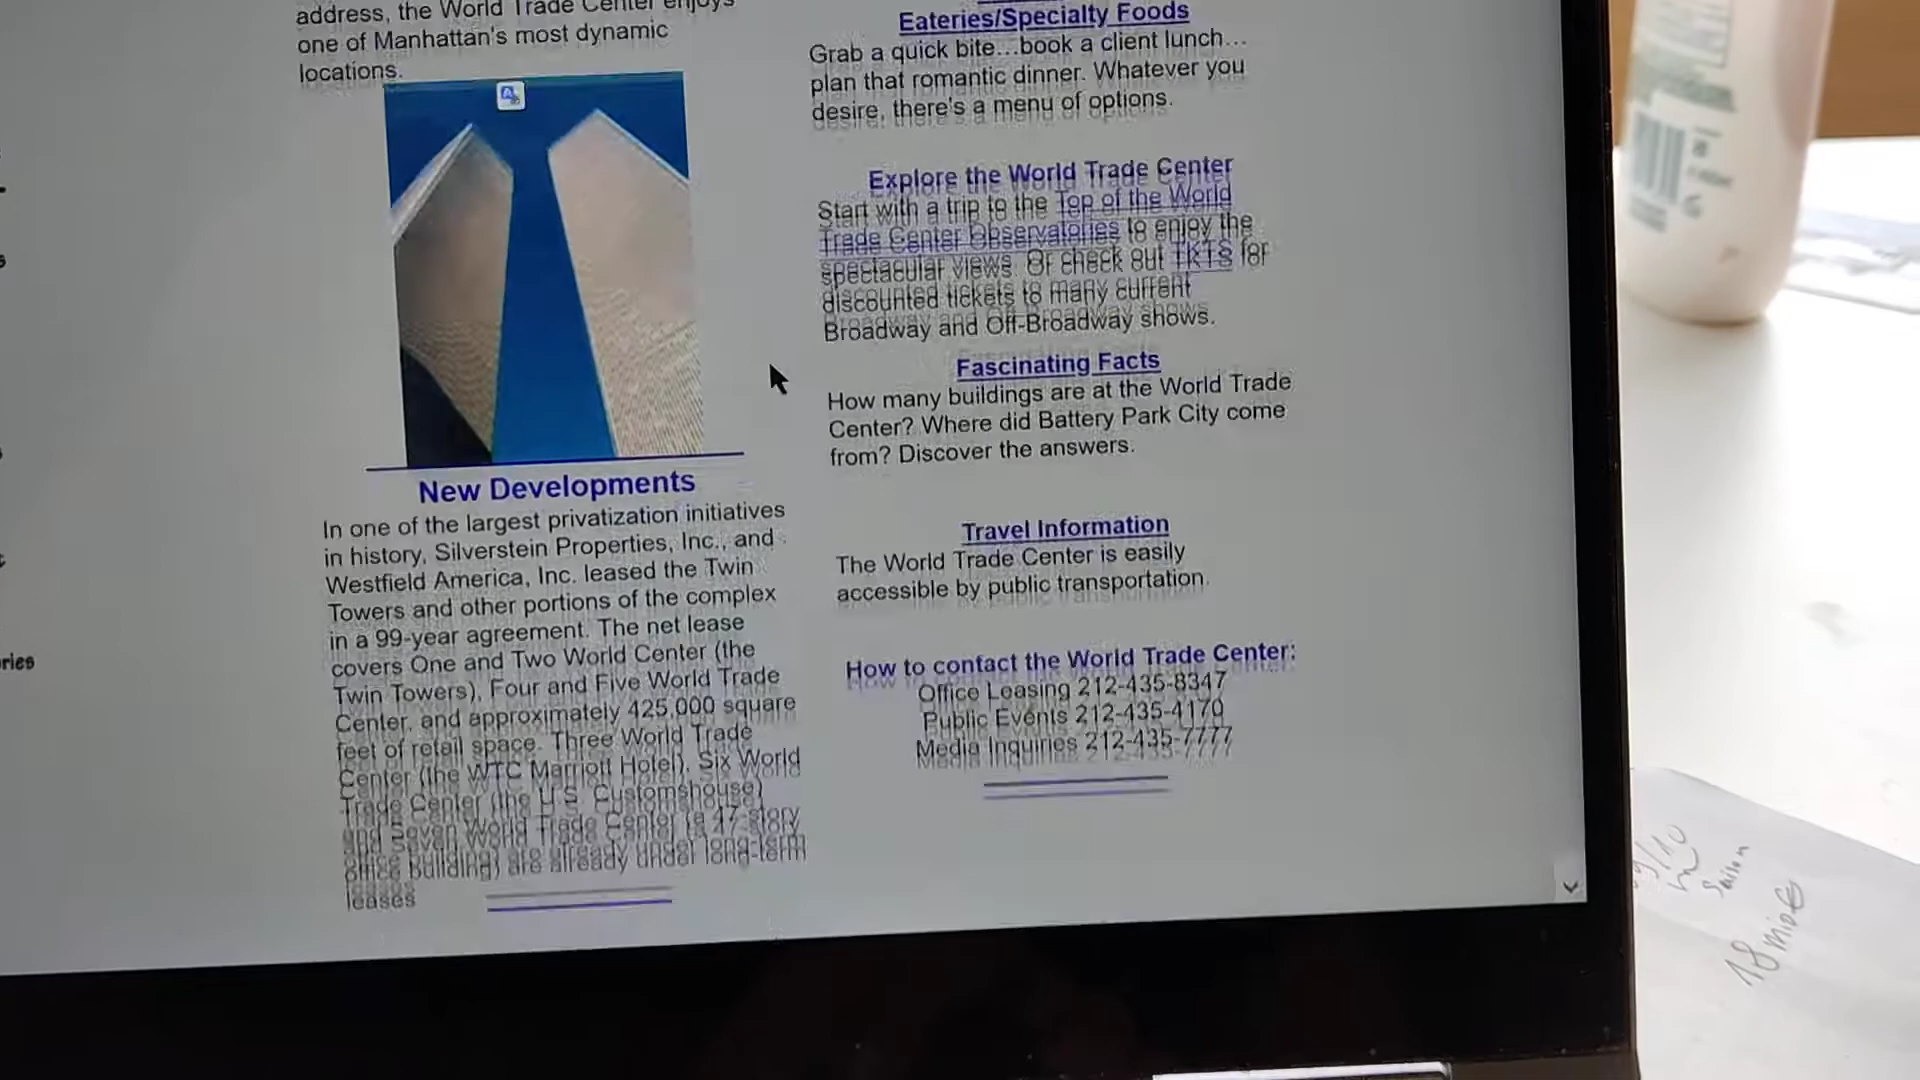 address, the World Trade Center enjoys
one of Manhattan's most dynamic
locations.
New Developments
In one of the largest privatization initiatives
in history, Silverstein Properties, Inc., and
Westfield America, Inc. leased the Twin
Towers and other portions of the complex
in a 99-year agreement. The net lease
covers One and Two World Center (the
Twin Towers), Four and Five World Trade
Center, and approximately 425,000 square
feet of retail space. Three World Trade
Center (the WTC Marriott Hotel), Six World
Trade Center (the U.S. Customshouse)
and Seven World Trade Center (a 47-story
office building) are already under long-term
leases
Eateries/Specialty Foods
Grab a quick bite...book a client lunch...
plan that romantic dinner. Whatever you
desire, there's a menu of options.
Explore the World Trade Center
Start with a trip to the Top of the World
Trade Center Observatories to enjoy the
spectacular views. Or check out TKTS for
discounted tickets to many current
Broadway and Off-Broadway shows.
Fascinating Facts
How many buildings are at the World Trade
Center? Where did Battery Park City come
from? Discover the answers.
Travel Information
The World Trade Center is easily
accessible by public transportation.
How to contact the World Trade Center:
Office Leasing 212-435-8347
Public Events 212-435-4170
Media Inquiries 212-435-7777
ries